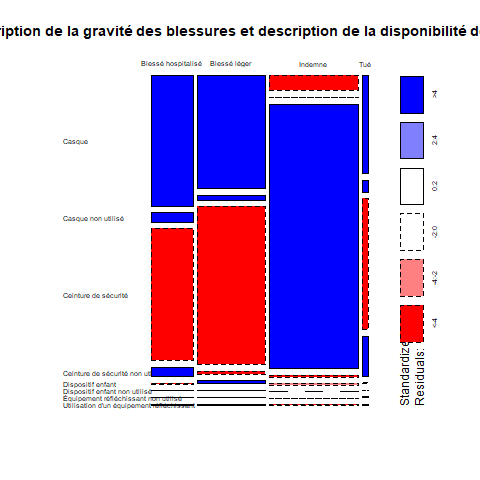 ription de la gravité des blessures et description de la disponibilité d
Blessé hospitalisé Blessé léger Indemne Tué
Casque
Casque non utilisé
Ceinture de sécurité
Ceinture de sécurité non uti
Dispositif enfant
Dispositif enfant non utilisé
Équipement réfléchissant non utilisé
Utilisation d'un équipement réfléchissant
>4
2:4
0:2
-2:0
-4:-2
<-4
Standardize
Residuals: